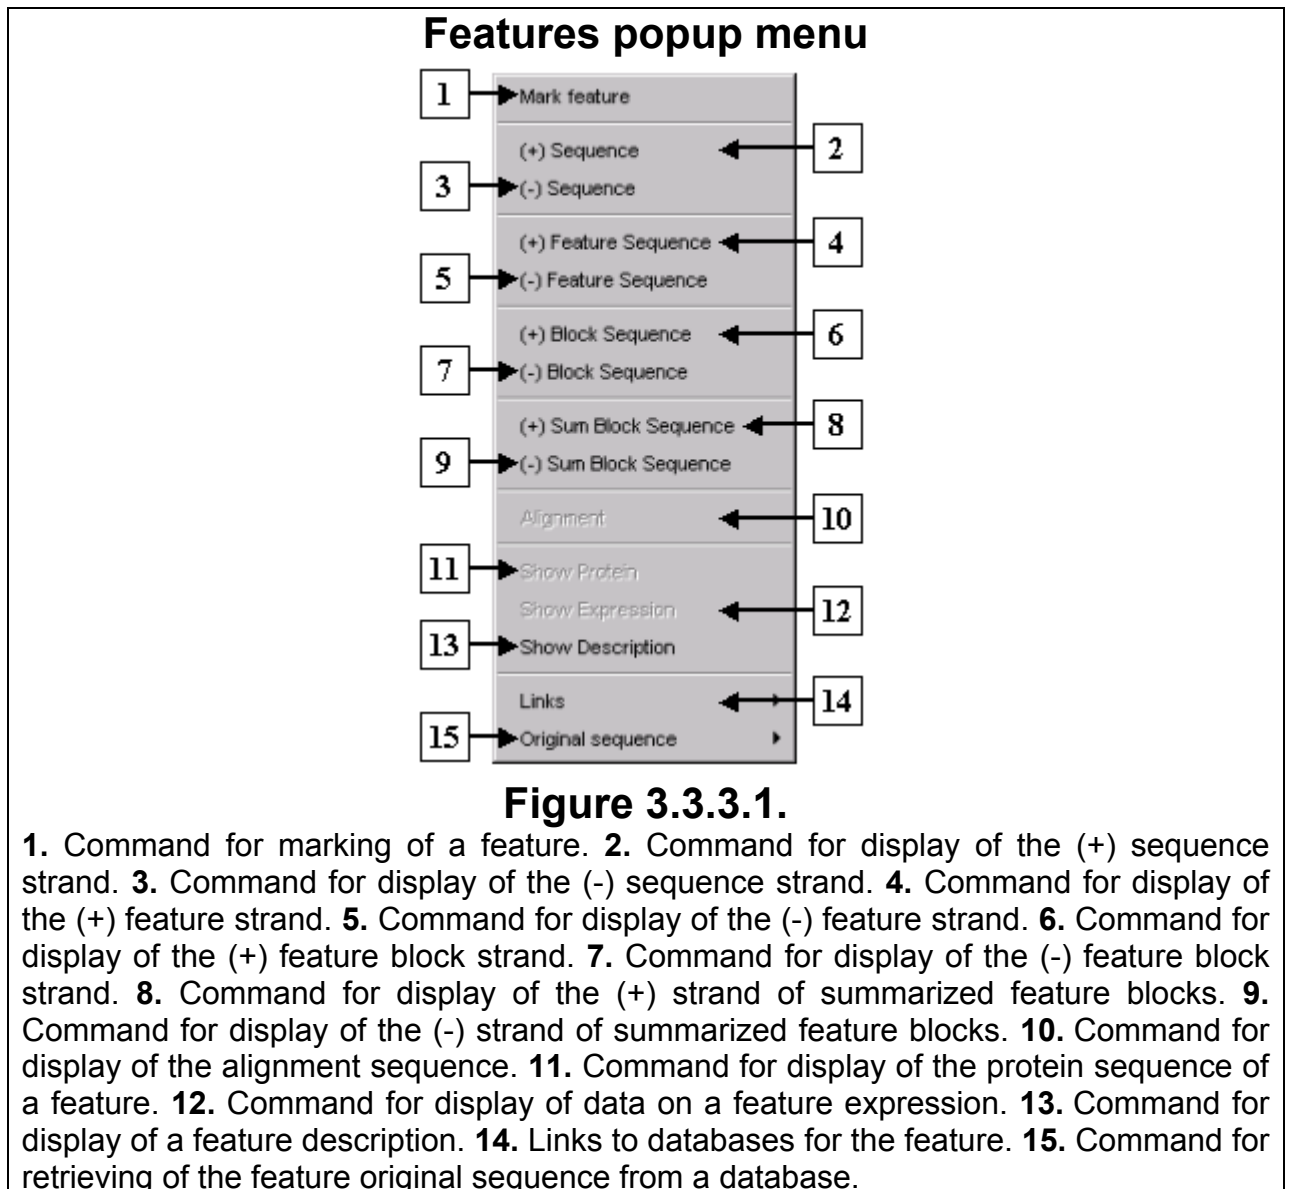 Features popup menu
1 Mark feature
(+) Sequence 2
3 (-) Sequence
(+) Feature Sequence 4
5 (-) Feature Sequence
(+) Block Sequence 6
7 (-) Block Sequence
(+) Sum Block Sequence 8
9 (-) Sum Block Sequence
Alignment 10
11 Show Protein
Show Expression 12
13 Show Description
Links 14
15 Original sequence
Figure 3.3.3.1.
1. Command for marking of a feature. 2. Command for display of the (+) sequence
strand. 3. Command for display of the (-) sequence strand. 4. Command for display of
the (+) feature strand. 5. Command for display of the (-) feature strand. 6. Command for
display of the (+) feature block strand. 7. Command for display of the (-) feature block
strand. 8. Command for display of the (+) strand of summarized feature blocks. 9.
Command for display of the (-) strand of summarized feature blocks. 10. Command for
display of the alignment sequence. 11. Command for display of the protein sequence of
a feature. 12. Command for display of data on a feature expression. 13. Command for
display of a feature description. 14. Links to databases for the feature. 15. Command for
retrieving of the feature original sequence from a database.